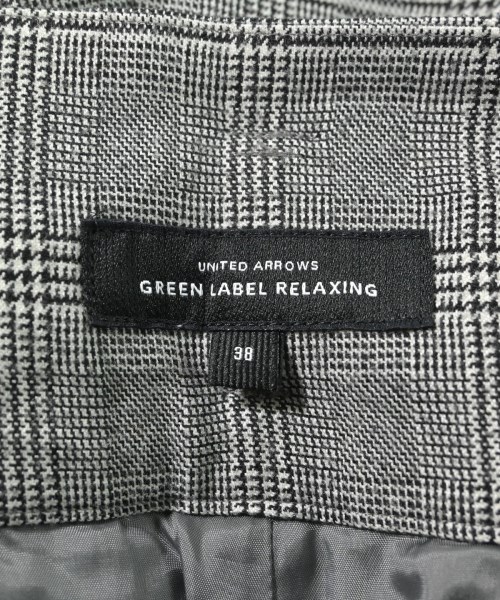 UNITED ARROWS
GREEN LABEL RELAXING
38